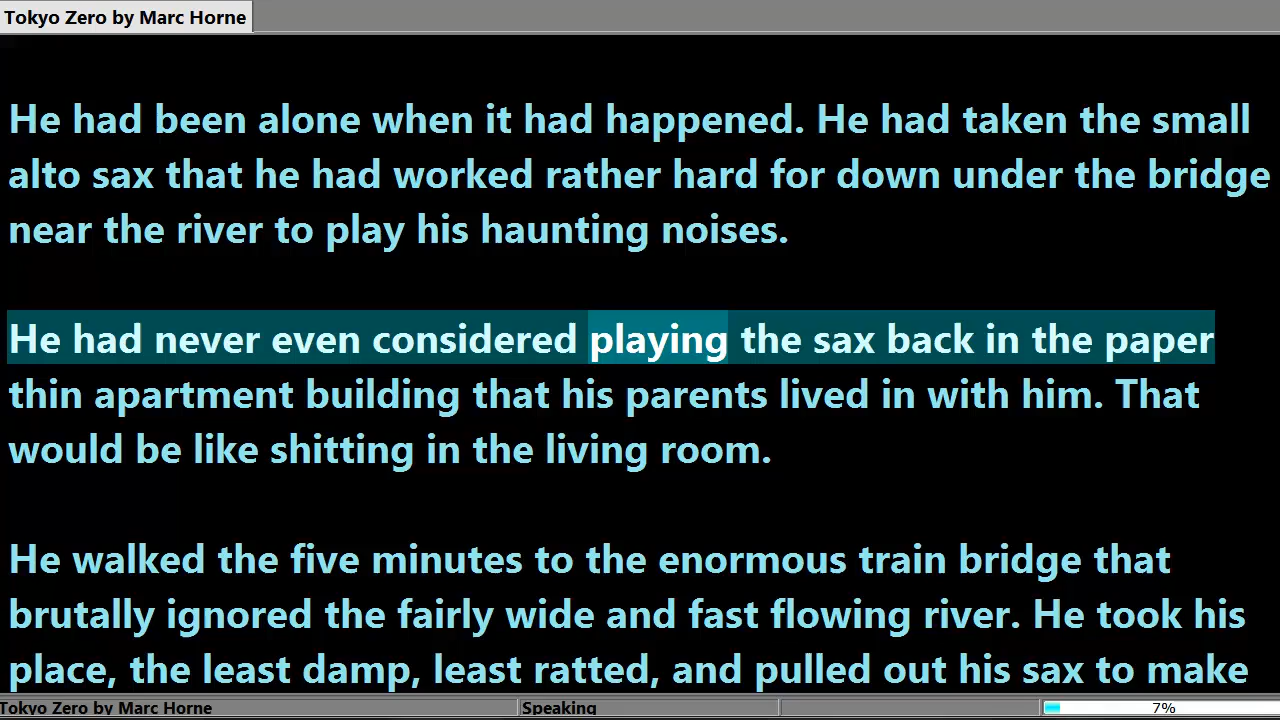 Tokyo Zero by Marc Horne
He had been alone when it had happened. He had taken the small
alto sax that he had worked rather hard for down under the bridge
near the river to play his haunting noises.
He had never even considered playing the sax back in the paper
thin apartment building that his parents lived in with him. That
would be like shitting in the living room.
He walked the five minutes to the enormous train bridge that
brutally ignored the fairly wide and fast flowing river. He took his
place, the least damp, least ratted, and pulled out his sax to make
Tokyo Zero by Marc Horne
Speaking
7%